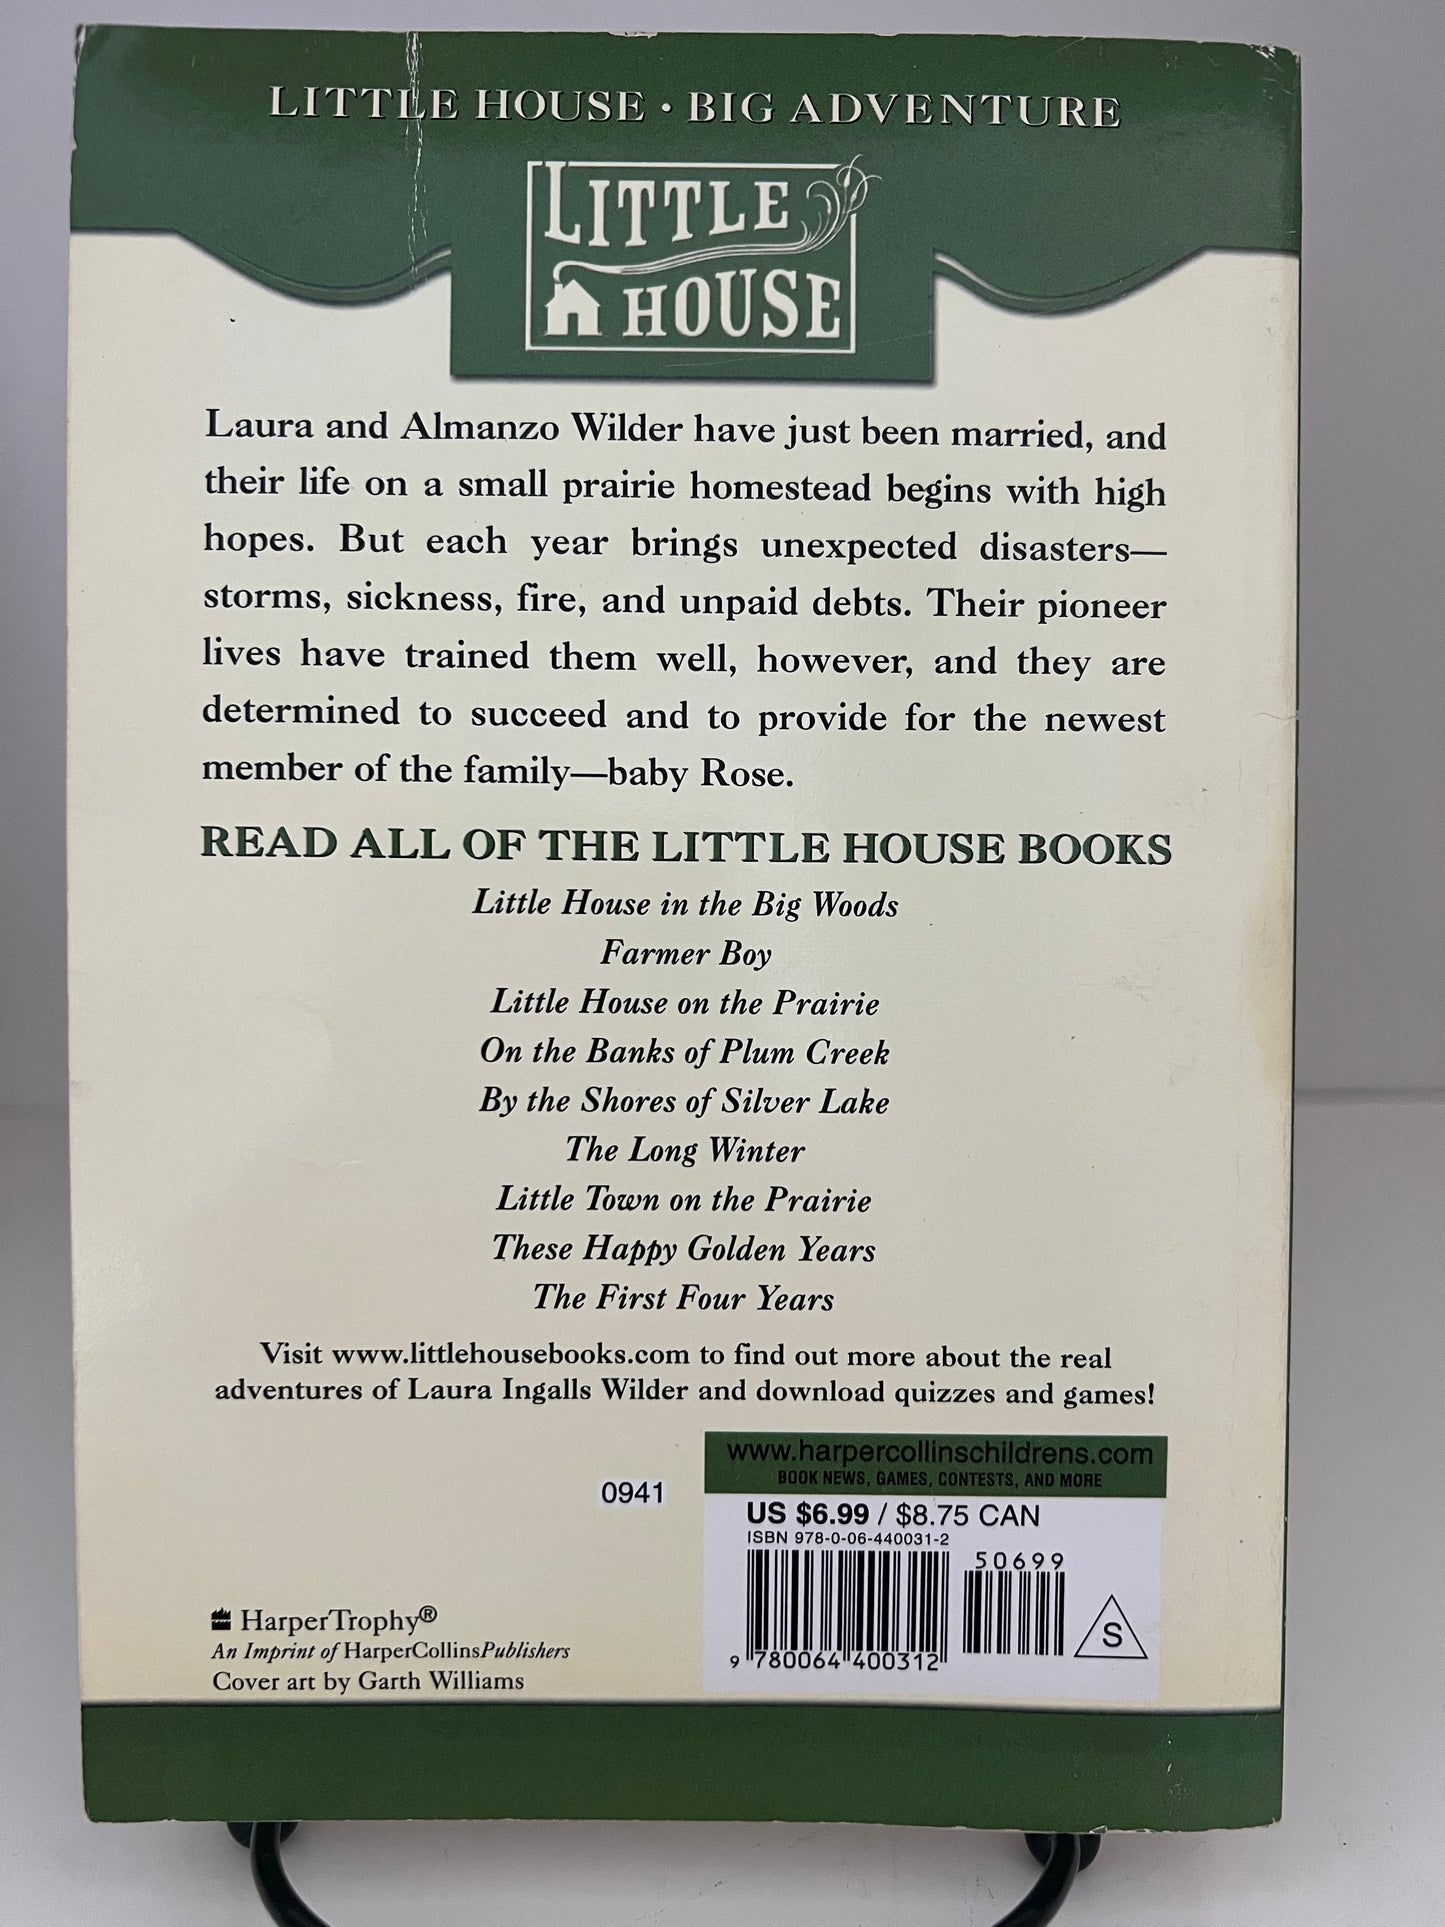 LITTLE HOUSE • BIG ADVENTURE
LITTLE
HOUSE
Laura and Almanzo Wilder have just been married, and
their life on a small prairie homestead begins with high
hopes. But each year brings unexpected disasters—
storms, sickness, fire, and unpaid debts. Their pioneer
lives have trained them well, however, and they are
determined to succeed and to provide for the newest
member of the family—baby Rose.
READ ALL OF THE LITTLE HOUSE BOOKS
Little House in the Big Woods
Farmer Boy
Little House on the Prairie
On the Banks of Plum Creek
By the Shores of Silver Lake
The Long Winter
Little Town on the Prairie
These Happy Golden Years
The First Four Years
Visit www.littlehousebooks.com to find out more about the real
adventures of Laura Ingalls Wilder and download quizzes and games!
www.harpercollinschildrens.com
BOOK NEWS, GAMES, CONTESTS, AND MORE
0941
US $6.99 / $8.75 CAN
ISBN 978-0-06-440031-2
50699
9 780064 400312
S
HarperTrophy®
An Imprint of HarperCollinsPublishers
Cover art by Garth Williams